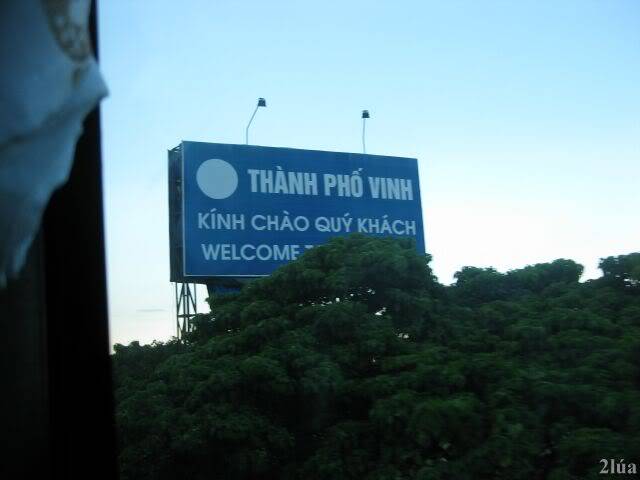 THÀNH PHỐ VINH
KÍNH CHÀO QUÝ KHÁCH
WELCOME
2lúa